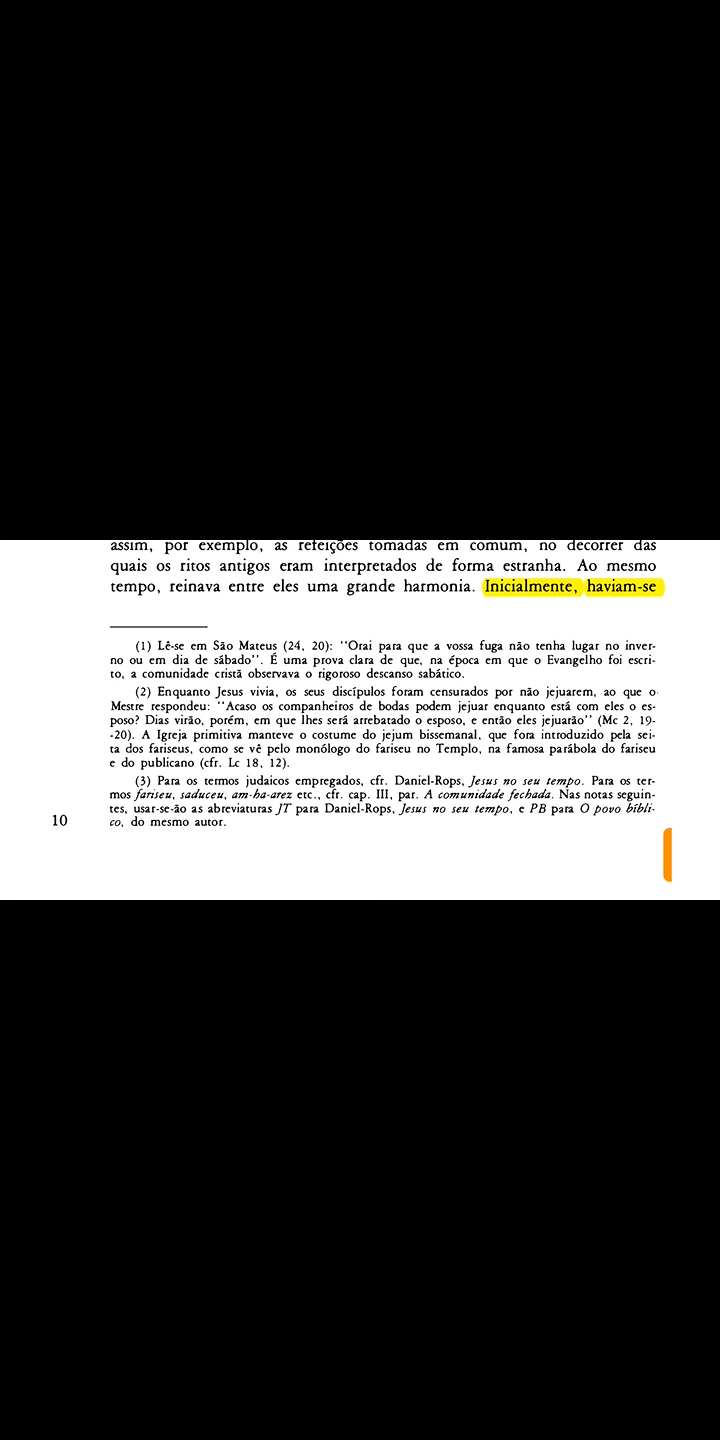 assim, por exemplo, as refeições tomadas em comum, no decorrer das
quais os ritos antigos eram interpretados de forma estranha. Ao mesmo
tempo, reinava entre eles uma grande harmonia. Inicialmente, haviam-se
(1) Lê-se em São Mateus (24, 20): ‘‘Orai para que a vossa fuga não tenha lugar no inver-
no ou em dia de sábado’’. É uma prova clara de que, na época em que o Evangelho foi escri-
to, a comunidade cristã observava o rigoroso descanso sabático.
(2) Enquanto Jesus vivia, os seus discípulos foram censurados por não jejuarem, ao que o
Mestre respondeu: ‘‘Acaso os companheiros de bodas podem jejuar enquanto está com eles o es-
poso? Dias virão, porém, em que lhes será arrebatado o esposo, e então eles jejuarão’’ (Mc 2, 19-
-20). A Igreja primitiva manteve o costume do jejum bissemanal, que fora introduzido pela sei-
ta dos fariseus, como se vê pelo monólogo do fariseu no Templo, na famosa parábola do fariseu
e do publicano (cfr. Lc 18, 12).
(3) Para os termos judaicos empregados, cfr. Daniel-Rops, Jesus no seu tempo. Para os ter-
mos fariseu, saduceu, am-ha-arez etc., cfr. cap. III, par. A comunidade fechada. Nas notas seguin-
tes, usar-se-ão as abreviaturas JT para Daniel-Rops, Jesus no seu tempo, e PB para O povo bíbli-
10 co, do mesmo autor.